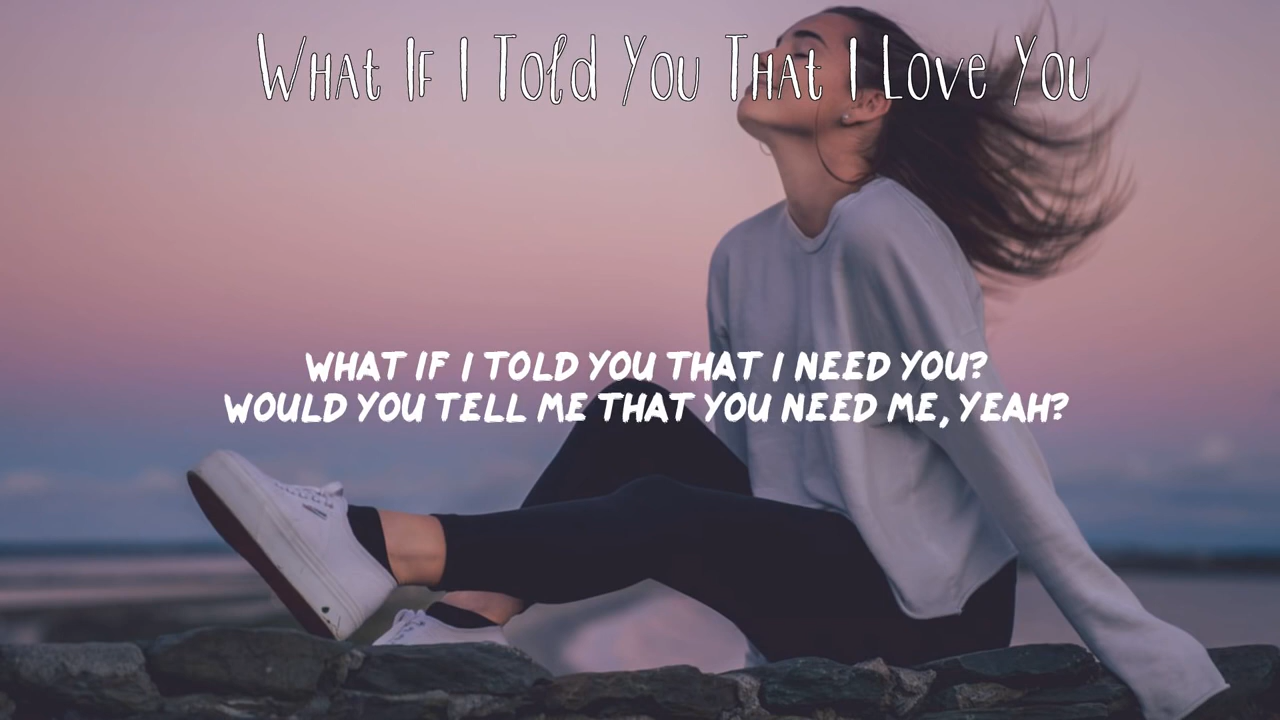 What If I Told You That I Love You
WHAT IF I TOLD YOU THAT I NEED YOU?
WOULD YOU TELL ME THAT YOU NEED ME, YEAH?